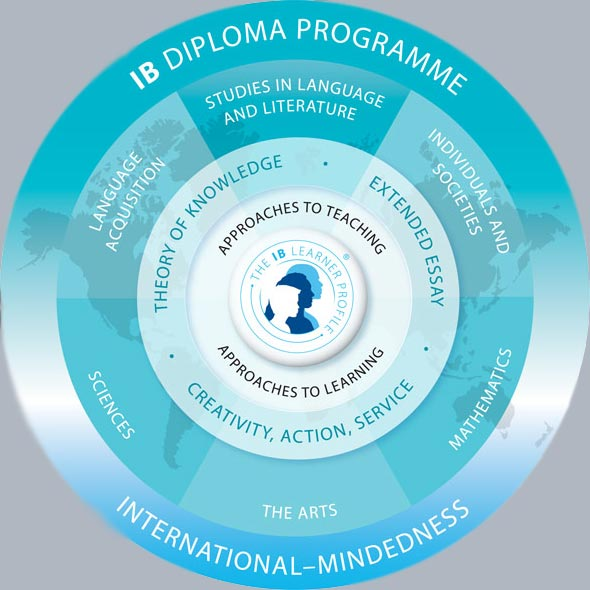 IB DIPLOMA PROGRAMME
STUDIES IN LANGUAGE
AND LITERATURE
LANGUAGE
ACQUISITION
INDIVIDUALS AND
SOCIETIES
THEORY OF KNOWLEDGE
EXTENDED ESSAY
APPROACHES TO TEACHING
THE IB LEARNER PROFILE ®
APPROACHES TO LEARNING
CREATIVITY, ACTION, SERVICE
SCIENCES
MATHEMATICS
THE ARTS
INTERNATIONAL–MINDEDNESS